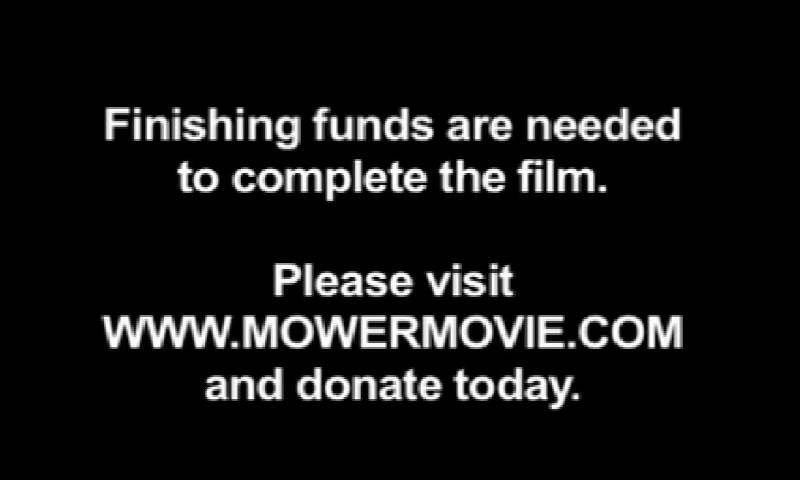 Finishing funds are needed
to complete the film.
Please visit
WWW.MOWERMOVIE.COM
and donate today.